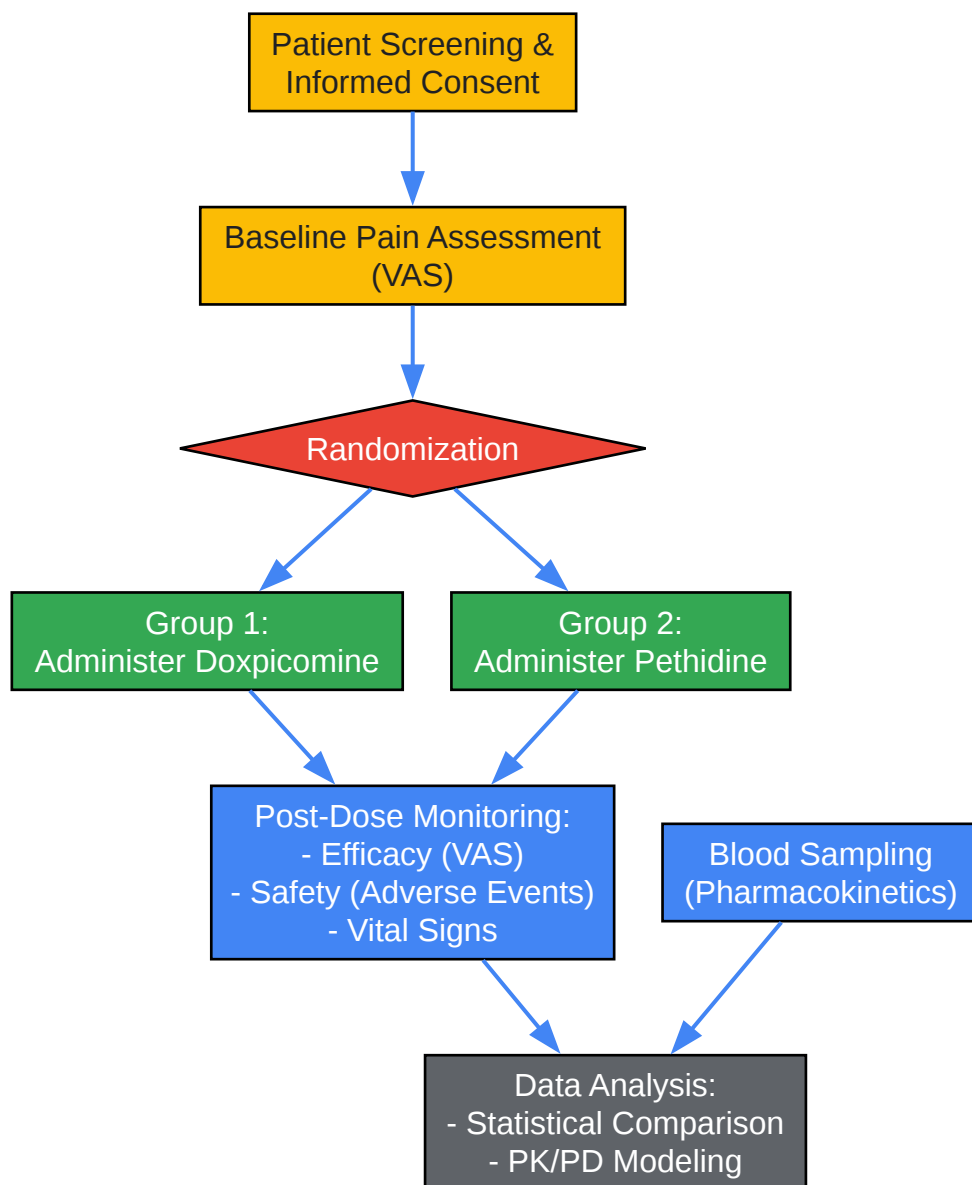 Patient Screening &
Informed Consent
Baseline Pain Assessment
(VAS)
Randomization
Group 1:
Administer Doxpicomine
Group 2:
Administer Pethidine
Post-Dose Monitoring:
- Efficacy (VAS)
- Safety (Adverse Events)
- Vital Signs
Blood Sampling
(Pharmacokinetics)
Data Analysis:
- Statistical Comparison
- PK/PD Modeling